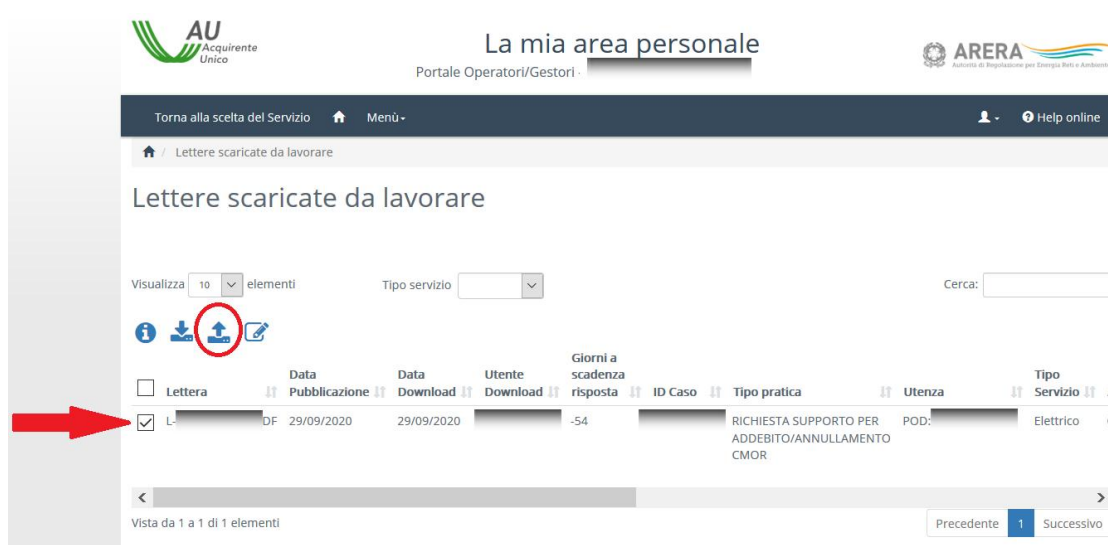 AU
Acquirente
Unico
La mia area personale
Portale Operatori/Gestori -
ARERA
Autorità di Regolazione per Energia Reti e Ambiente
Torna alla scelta del Servizio Menù
Help online
/ Lettere scaricate da lavorare
Lettere scaricate da lavorare
Visualizza 10 elementi Tipo servizio Cerca:
Lettera Data Pubblicazione Data Download Utente Download Giorni a scadenza risposta ID Caso Tipo pratica Utenza Tipo Servizio
L- DF 29/09/2020 29/09/2020 -54 RICHIESTA SUPPORTO PER POD: Elettrico
ADDEBITO/ANNULLAMENTO
CMOR
Vista da 1 a 1 di 1 elementi Precedente 1 Successivo